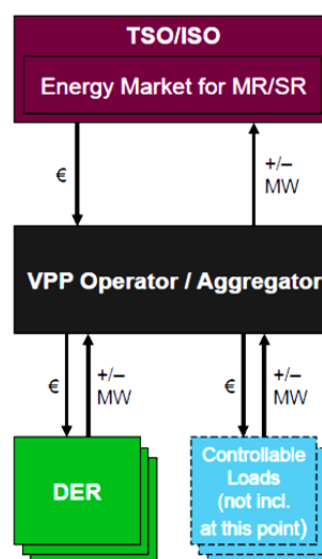 TSO/ISO
Energy Market for MR/SR
€
+/–
MW
VPP Operator / Aggregator
€
+/–
MW
€
+/–
MW
DER
Controllable
Loads
(not incl.
at this point)